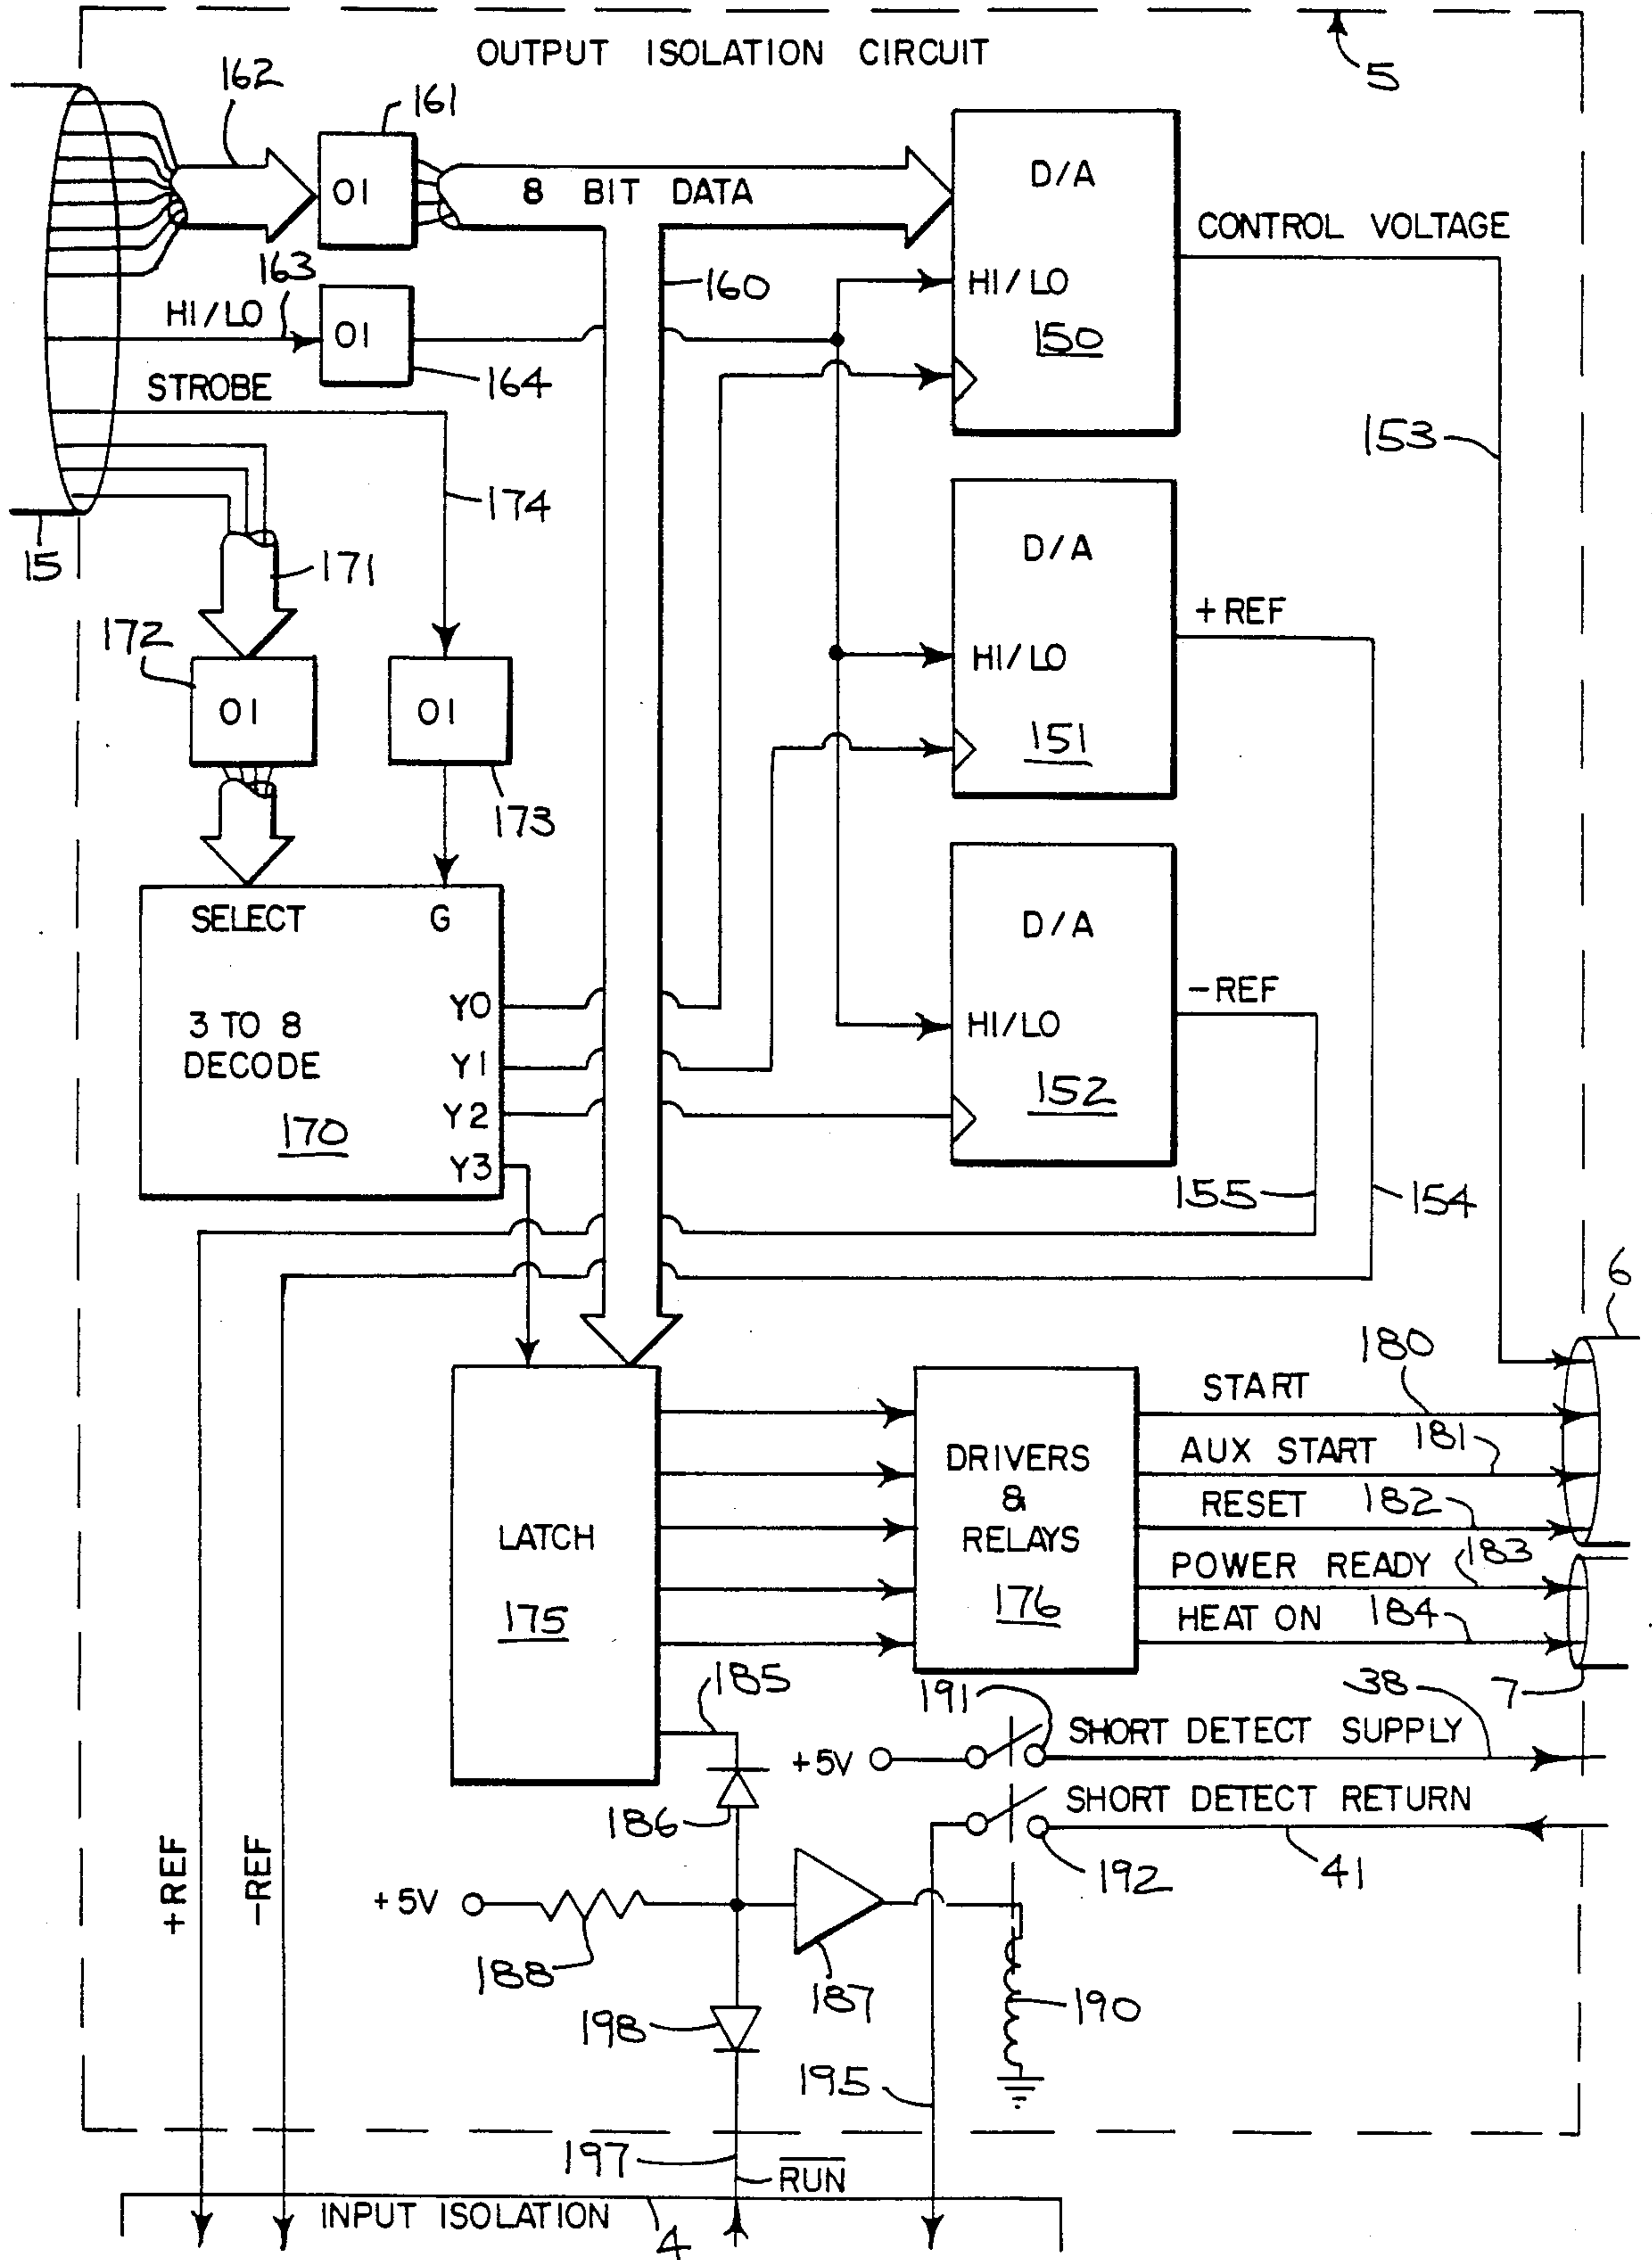 OUTPUT ISOLATION CIRCUIT
5
162
161
OI
8 BIT DATA
D/A
CONTROL VOLTAGE
163
160
HI/LO
HI/LO
OI
150
164
STROBE
153
174
15
171
D/A
+REF
172
HI/LO
OI
OI
151
173
D/A
SELECT G
-REF
Y0
HI/LO
3 TO 8
DECODE
Y1
152
Y2
170
Y3
155
154
6
180
START
181
AUX START
DRIVERS
&
RELAYS
RESET
182
LATCH
POWER READY
183
175
176
HEAT ON
184
185
191
38
7
+5V
SHORT DETECT SUPPLY
186
SHORT DETECT RETURN
192
41
+REF
-REF
+5V
188
187
190
198
195
197
RUN
INPUT ISOLATION
4